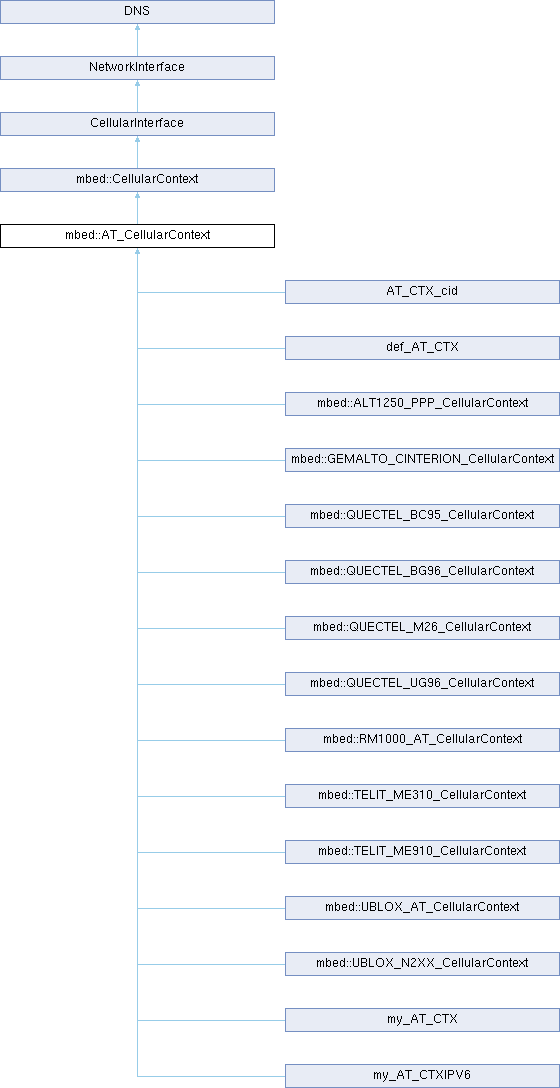 DNS
NetworkInterface
CellularInterface
mbed::CellularContext
mbed::AT_CellularContext
AT_CTX_cid
def_AT_CTX
mbed::ALT1250_PPP_CellularContext
mbed::GEMALTO_CINTERION_CellularContext
mbed::QUECTEL_BC95_CellularContext
mbed::QUECTEL_BG96_CellularContext
mbed::QUECTEL_M26_CellularContext
mbed::QUECTEL_UG96_CellularContext
mbed::RM1000_AT_CellularContext
mbed::TELIT_ME310_CellularContext
mbed::TELIT_ME910_CellularContext
mbed::UBLOX_AT_CellularContext
mbed::UBLOX_N2XX_CellularContext
my_AT_CTX
my_AT_CTXIPV6